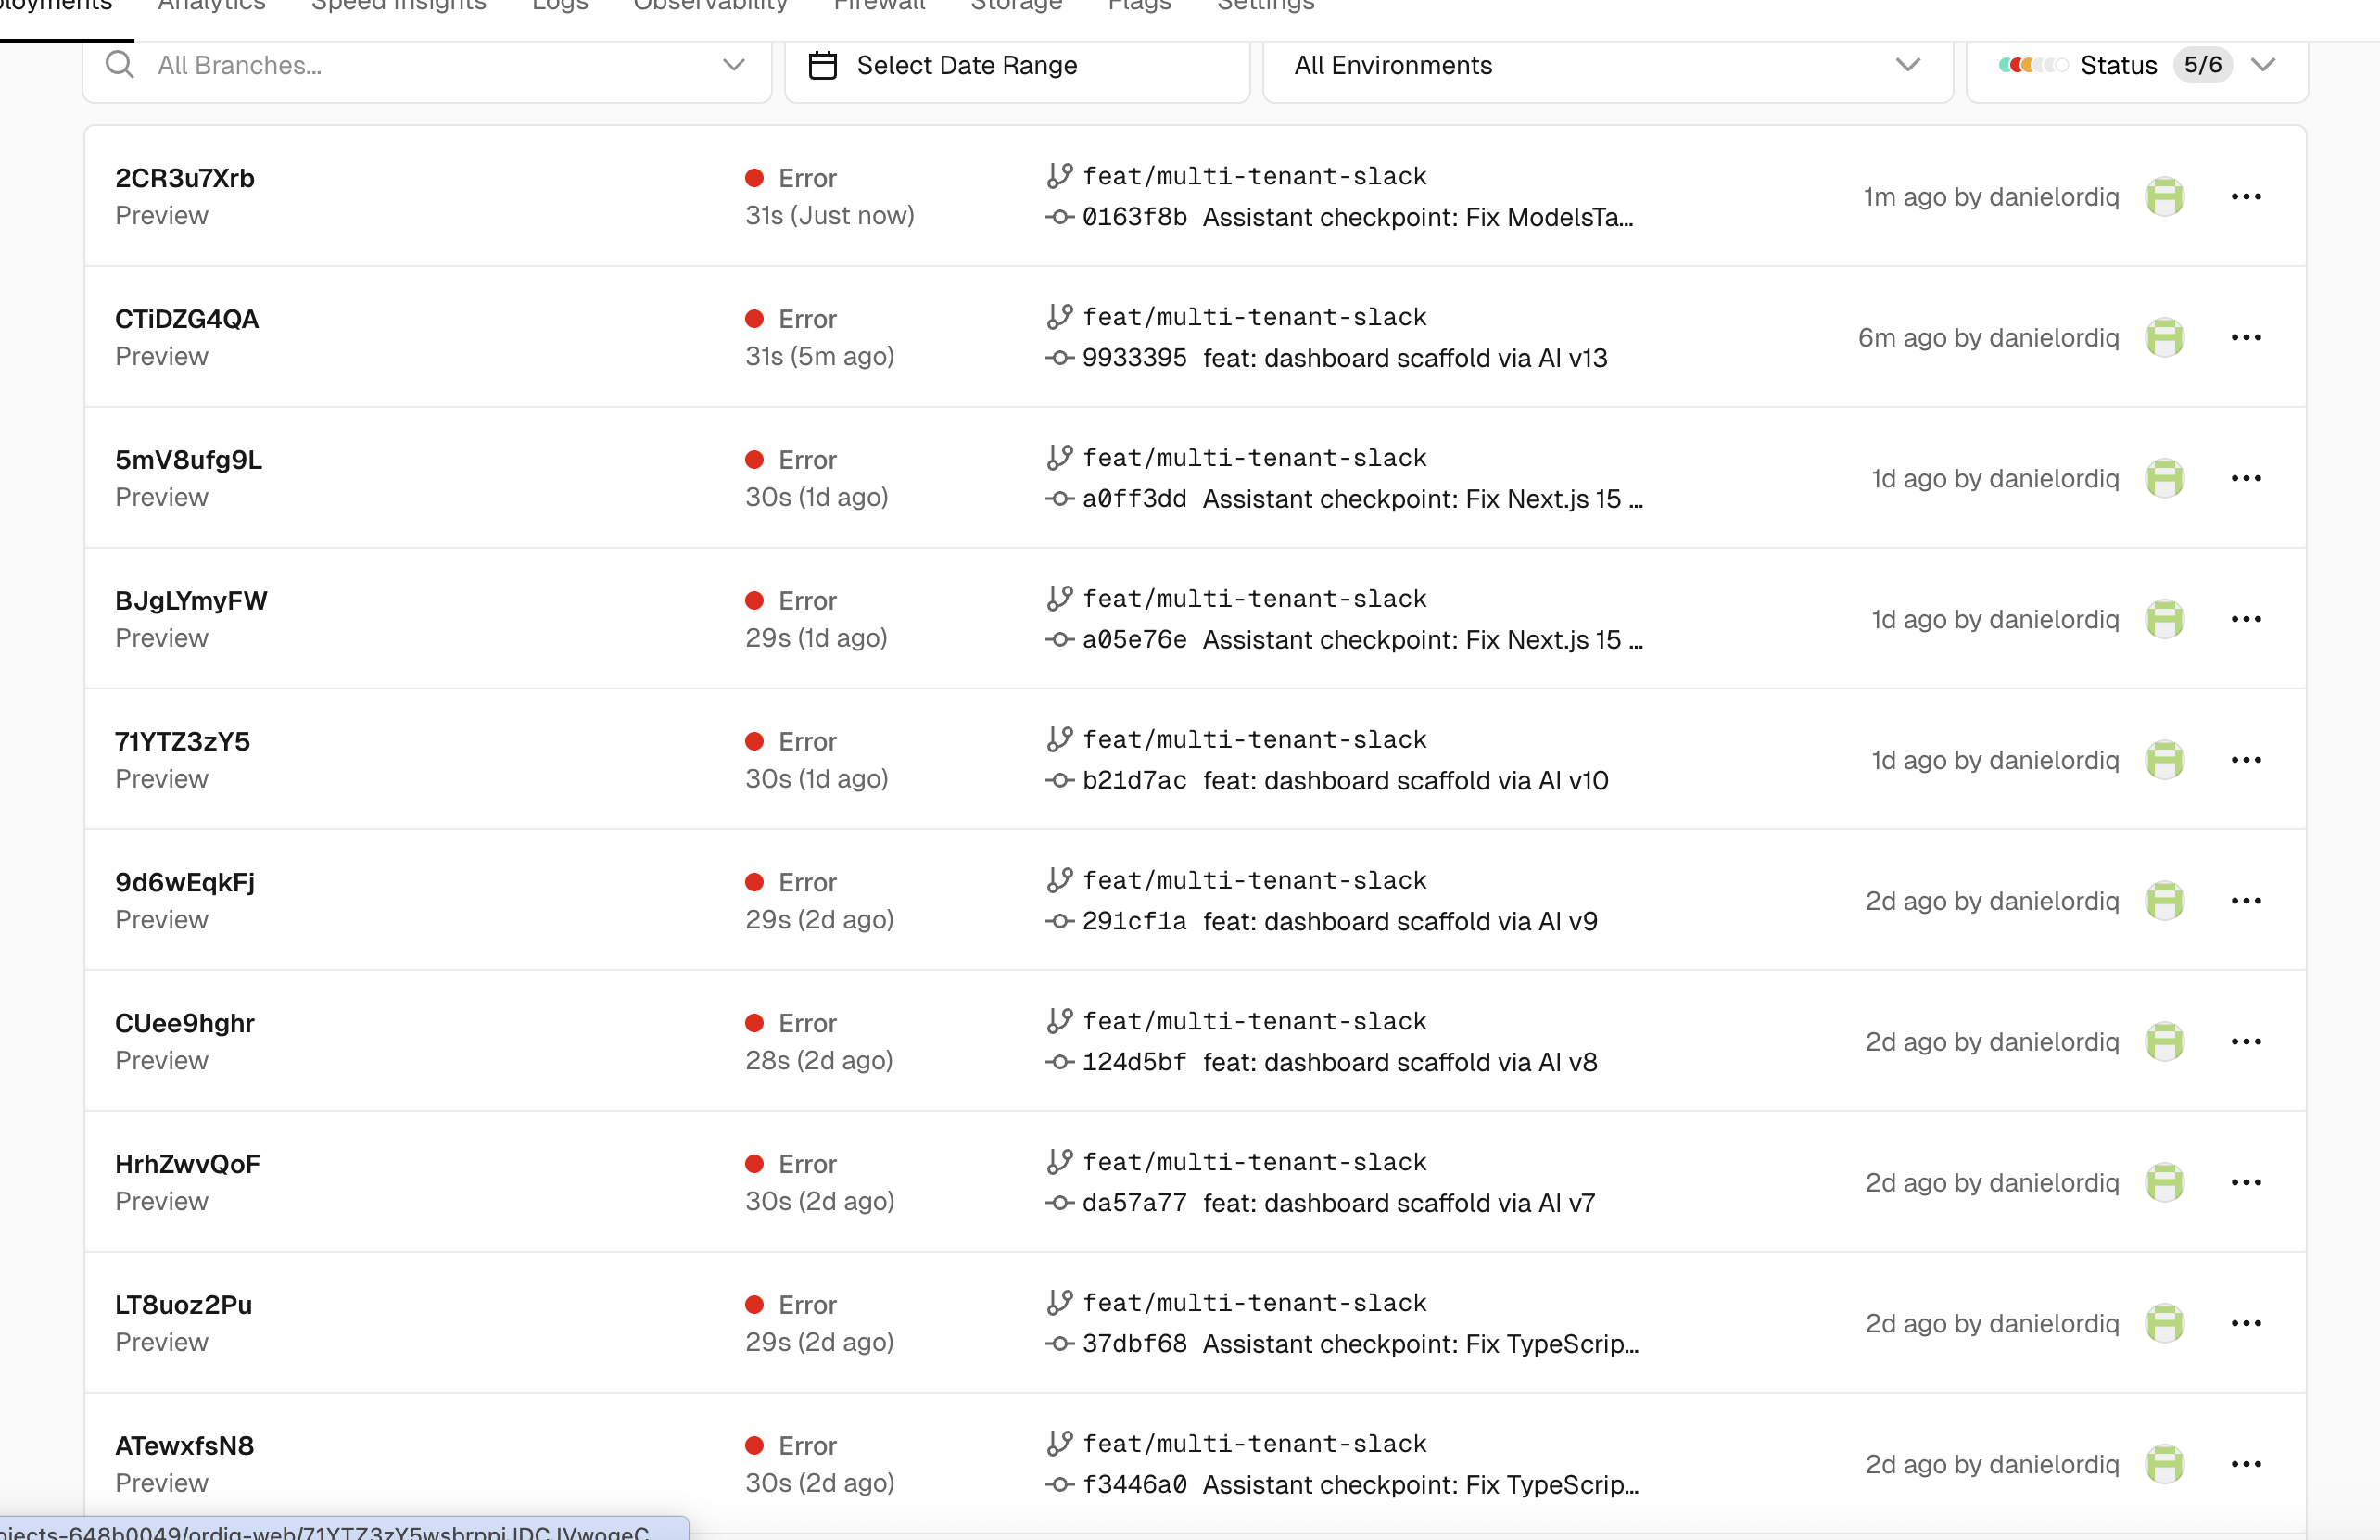 ployments Analytics Speed Insights Logs Observability Firewall Storage Flags Settings
All Branches... Select Date Range All Environments Status 5/6
2CR3u7Xrb Error feat/multi-tenant-slack
Preview 31s (Just now) 0163f8b Assistant checkpoint: Fix ModelsTa... 1m ago by danielordiq
CTiDZG4QA Error feat/multi-tenant-slack
Preview 31s (5m ago) 9933395 feat: dashboard scaffold via AI v13 6m ago by danielordiq
5mV8ufg9L Error feat/multi-tenant-slack
Preview 30s (1d ago) a0ff3dd Assistant checkpoint: Fix Next.js 15 ... 1d ago by danielordiq
BJgLYmyFW Error feat/multi-tenant-slack
Preview 29s (1d ago) a05e76e Assistant checkpoint: Fix Next.js 15 ... 1d ago by danielordiq
71YTZ3zY5 Error feat/multi-tenant-slack
Preview 30s (1d ago) b21d7ac feat: dashboard scaffold via AI v10 1d ago by danielordiq
9d6wEqkFj Error feat/multi-tenant-slack
Preview 29s (2d ago) 291cf1a feat: dashboard scaffold via AI v9 2d ago by danielordiq
CUee9hghr Error feat/multi-tenant-slack
Preview 28s (2d ago) 124d5bf feat: dashboard scaffold via AI v8 2d ago by danielordiq
HrhZwvQoF Error feat/multi-tenant-slack
Preview 30s (2d ago) da57a77 feat: dashboard scaffold via AI v7 2d ago by danielordiq
LT8uoz2Pu Error feat/multi-tenant-slack
Preview 29s (2d ago) 37dbf68 Assistant checkpoint: Fix TypeScrip... 2d ago by danielordiq
ATewxfsN8 Error feat/multi-tenant-slack
Preview 30s (2d ago) f3446a0 Assistant checkpoint: Fix TypeScrip... 2d ago by danielordiq